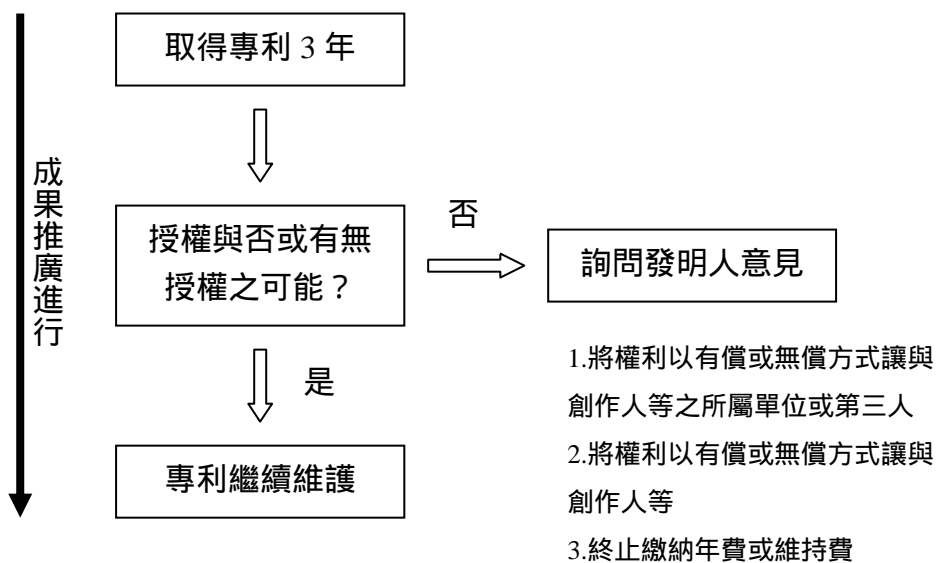 取得專利 3 年
成果推廣進行
授權與否或有無
授權之可能？
否
詢問發明人意見
是
專利繼續維護
1.將權利以有償或無償方式讓與
創作人等之所屬單位或第三人
2.將權利以有償或無償方式讓與
創作人等
3.終止繳納年費或維持費